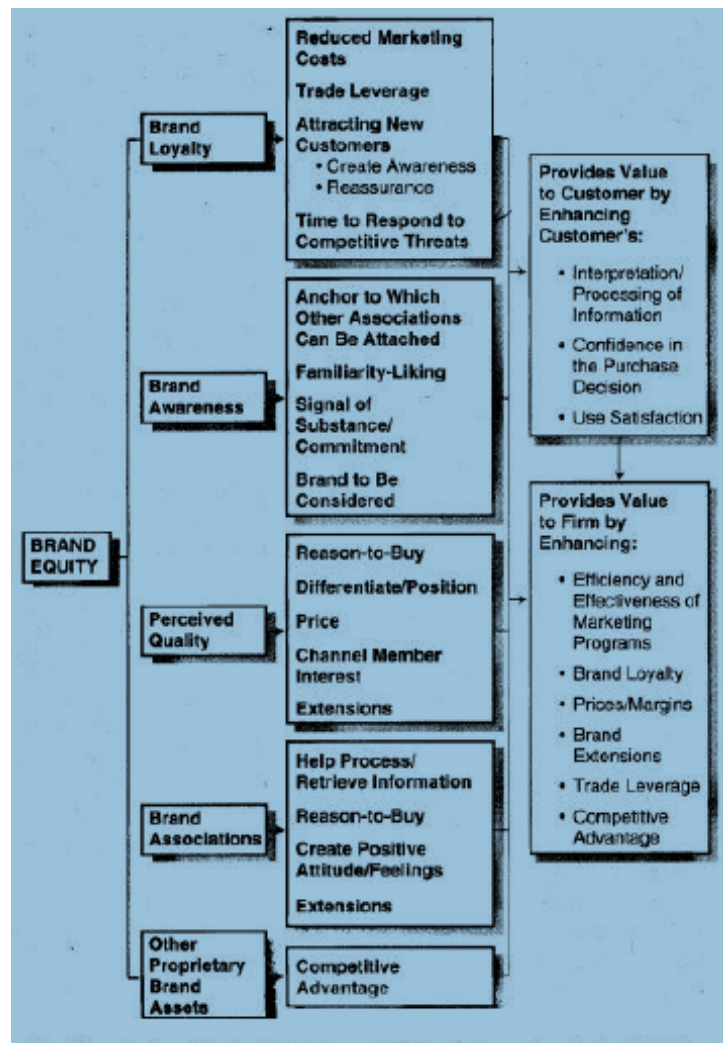 BRAND
EQUITY
Brand
Loyalty
Reduced Marketing
Costs
Trade Leverage
Attracting New
Customers
• Create Awareness
• Reassurance
Time to Respond to
Competitive Threats
Brand
Awareness
Anchor to Which
Other Associations
Can Be Attached
Familiarity-Liking
Signal of
Substance/
Commitment
Brand to Be
Considered
Perceived
Quality
Reason-to-Buy
Differentiate/Position
Price
Channel Member
Interest
Extensions
Brand
Associations
Help Process/
Retrieve Information
Reason-to-Buy
Create Positive
Attitude/Feelings
Extensions
Other
Proprietary
Brand
Assets
Competitive
Advantage
Provides Value
to Customer by
Enhancing
Customer's:
• Interpretation/
Processing of
Information
• Confidence in
the Purchase
Decision
• Use Satisfaction
Provides Value
to Firm by
Enhancing:
• Efficiency and
Effectiveness of
Marketing
Programs
• Brand Loyalty
• Prices/Margins
• Brand
Extensions
• Trade Leverage
• Competitive
Advantage